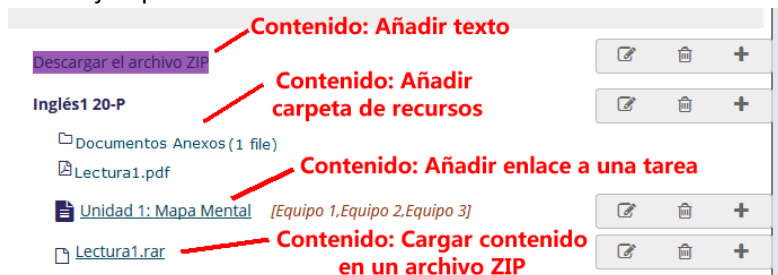 Contenido: Añadir texto
Descargar el archivo ZIP
Contenido: Añadir
carpeta de recursos
Inglés1 20-P
Documentos Anexos (1 file)
Lectura1.pdf
Contenido: Añadir enlace a una tarea
Unidad 1: Mapa Mental [Equipo 1,Equipo 2,Equipo 3]
Lectura1.rar
Contenido: Cargar contenido
en un archivo ZIP